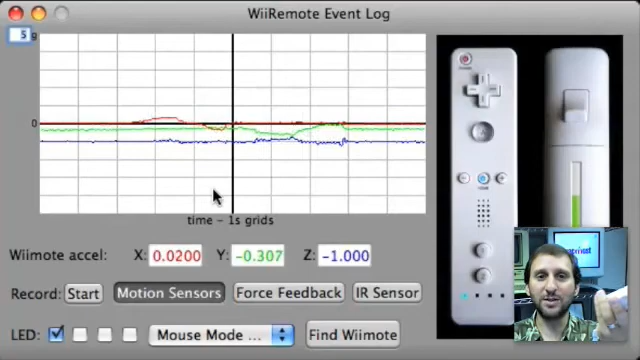 WiiRemote Event Log
5 g
0
time - 1s grids
Wiimote accel: X: 0.0200 Y: -0.307 Z: -1.000
Record: Start Motion Sensors Force Feedback IR Sensor
LED: Mouse Mode ... Find Wiimote